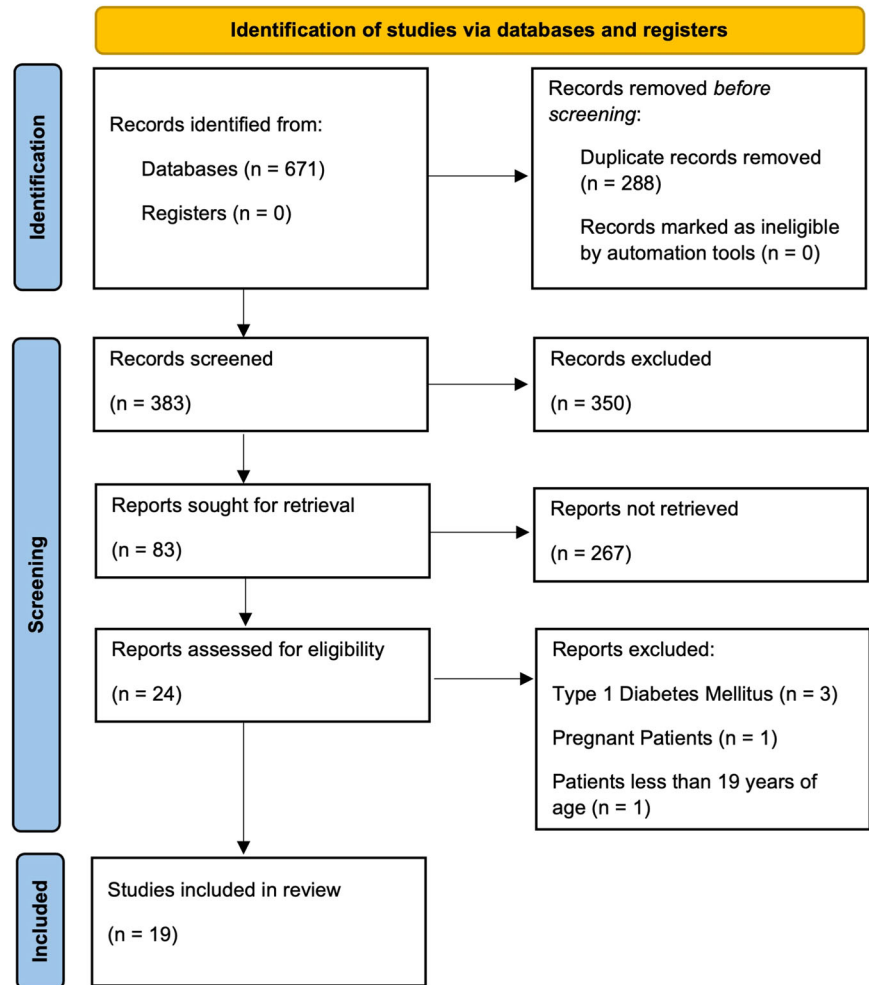 Identification of studies via databases and registers
Identification
Records identified from:
Databases (n = 671)
Registers (n = 0)
Records removed before
screening:
Duplicate records removed
(n = 288)
Records marked as ineligible
by automation tools (n = 0)
Screening
Records screened
(n = 383)
Records excluded
(n = 350)
Reports sought for retrieval
(n = 83)
Reports not retrieved
(n = 267)
Reports assessed for eligibility
(n = 24)
Reports excluded:
Type 1 Diabetes Mellitus (n = 3)
Pregnant Patients (n = 1)
Patients less than 19 years of
age (n = 1)
Included
Studies included in review
(n = 19)